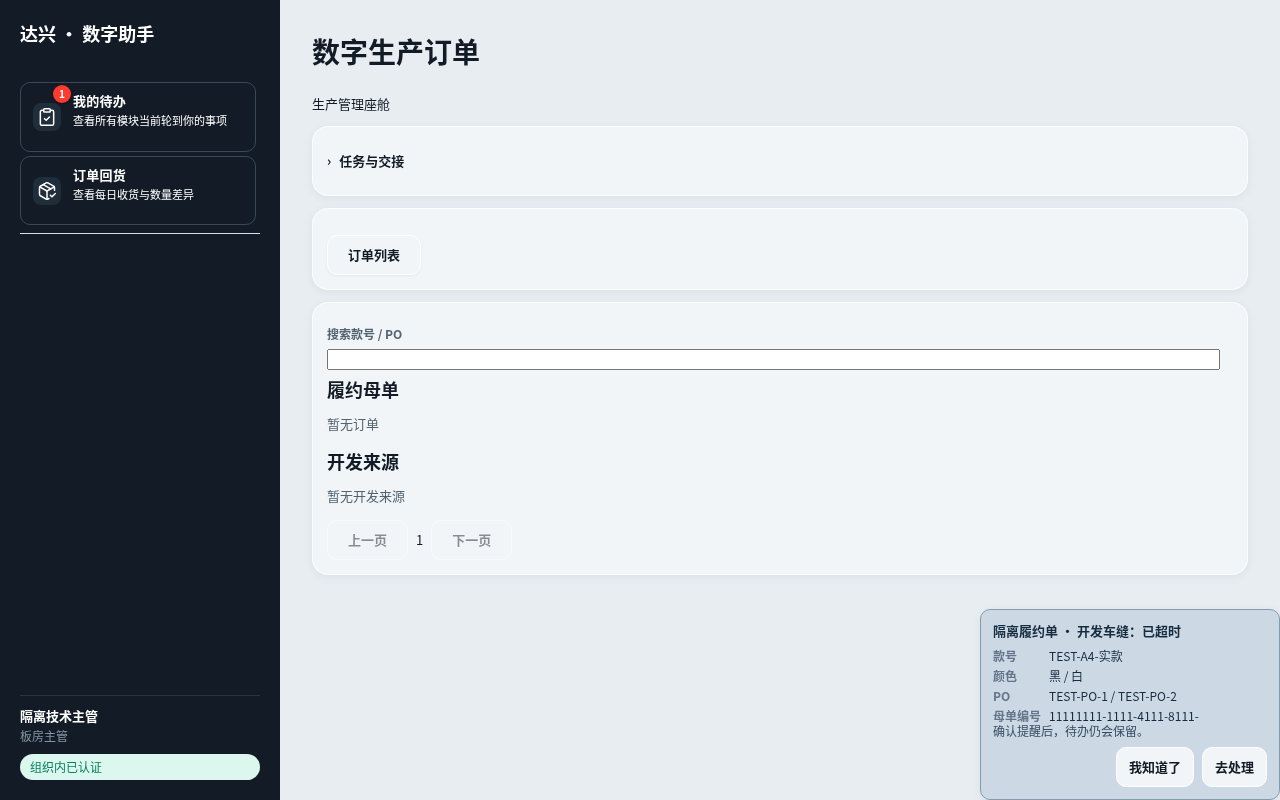 达兴 · 数字助手
1
我的待办
查看所有模块当前轮到你的事项
订单回货
查看每日收货与数量差异
隔离技术主管
板房主管
组织内已认证
数字生产订单
生产管理座舱
› 任务与交接
订单列表
搜索款号 / PO
履约母单
暂无订单
开发来源
暂无开发来源
上一页 1 下一页
隔离履约单 · 开发车缝：已超时
款号 TEST-A4-实款
颜色 黑 / 白
PO TEST-PO-1 / TEST-PO-2
母单编号 11111111-1111-4111-8111-
确认提醒后，待办仍会保留。
我知道了 去处理